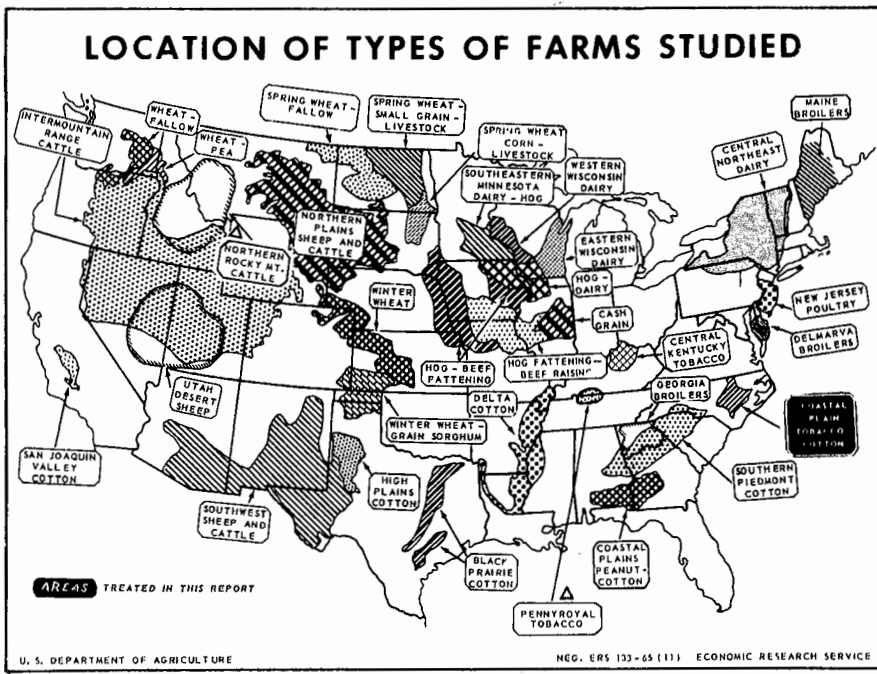 LOCATION OF TYPES OF FARMS STUDIED
INTERMOUNTAIN
RANGE
CATTLE
WHEAT -
FALLOW
WHEAT -
PEA
SPRING WHEAT -
FALLOW
SPRING WHEAT -
SMALL GRAIN -
LIVESTOCK
SPRING WHEAT
CORN -
LIVESTOCK
SOUTHEASTERN
MINNESOTA
DAIRY - HOG
WESTERN
WISCONSIN
DAIRY
CENTRAL
NORTHEAST
DAIRY
MAINE
BROILERS
NORTHERN
ROCKY MT.
CATTLE
NORTHERN
PLAINS
SHEEP AND
CATTLE
EASTERN
WISCONSIN
DAIRY
HOG -
DAIRY
WINTER
WHEAT
CASH
GRAIN
NEW JERSEY
POULTRY
DELMARVA
BROILERS
CENTRAL
KENTUCKY
TOBACCO
HOG - BEEF
FATTENING
HOG FATTENING -
BEEF RAISING
UTAH
DESERT
SHEEP
DELTA
COTTON
GEORGIA
BROILERS
COASTAL
PLAIN
TOBACCO
COTTON
WINTER WHEAT -
GRAIN SORGHUM
SAN JOAQUIN
VALLEY
COTTON
HIGH
PLAINS
COTTON
SOUTHERN
PIEDMONT
COTTON
SOUTHWEST
SHEEP AND
CATTLE
BLACK
PRAIRIE
COTTON
COASTAL
PLAINS
PEANUT -
COTTON
PENNYROYAL
TOBACCO
AREAS TREATED IN THIS REPORT
U. S. DEPARTMENT OF AGRICULTURE
NEG. ERS 133-65 (11) ECONOMIC RESEARCH SERVICE